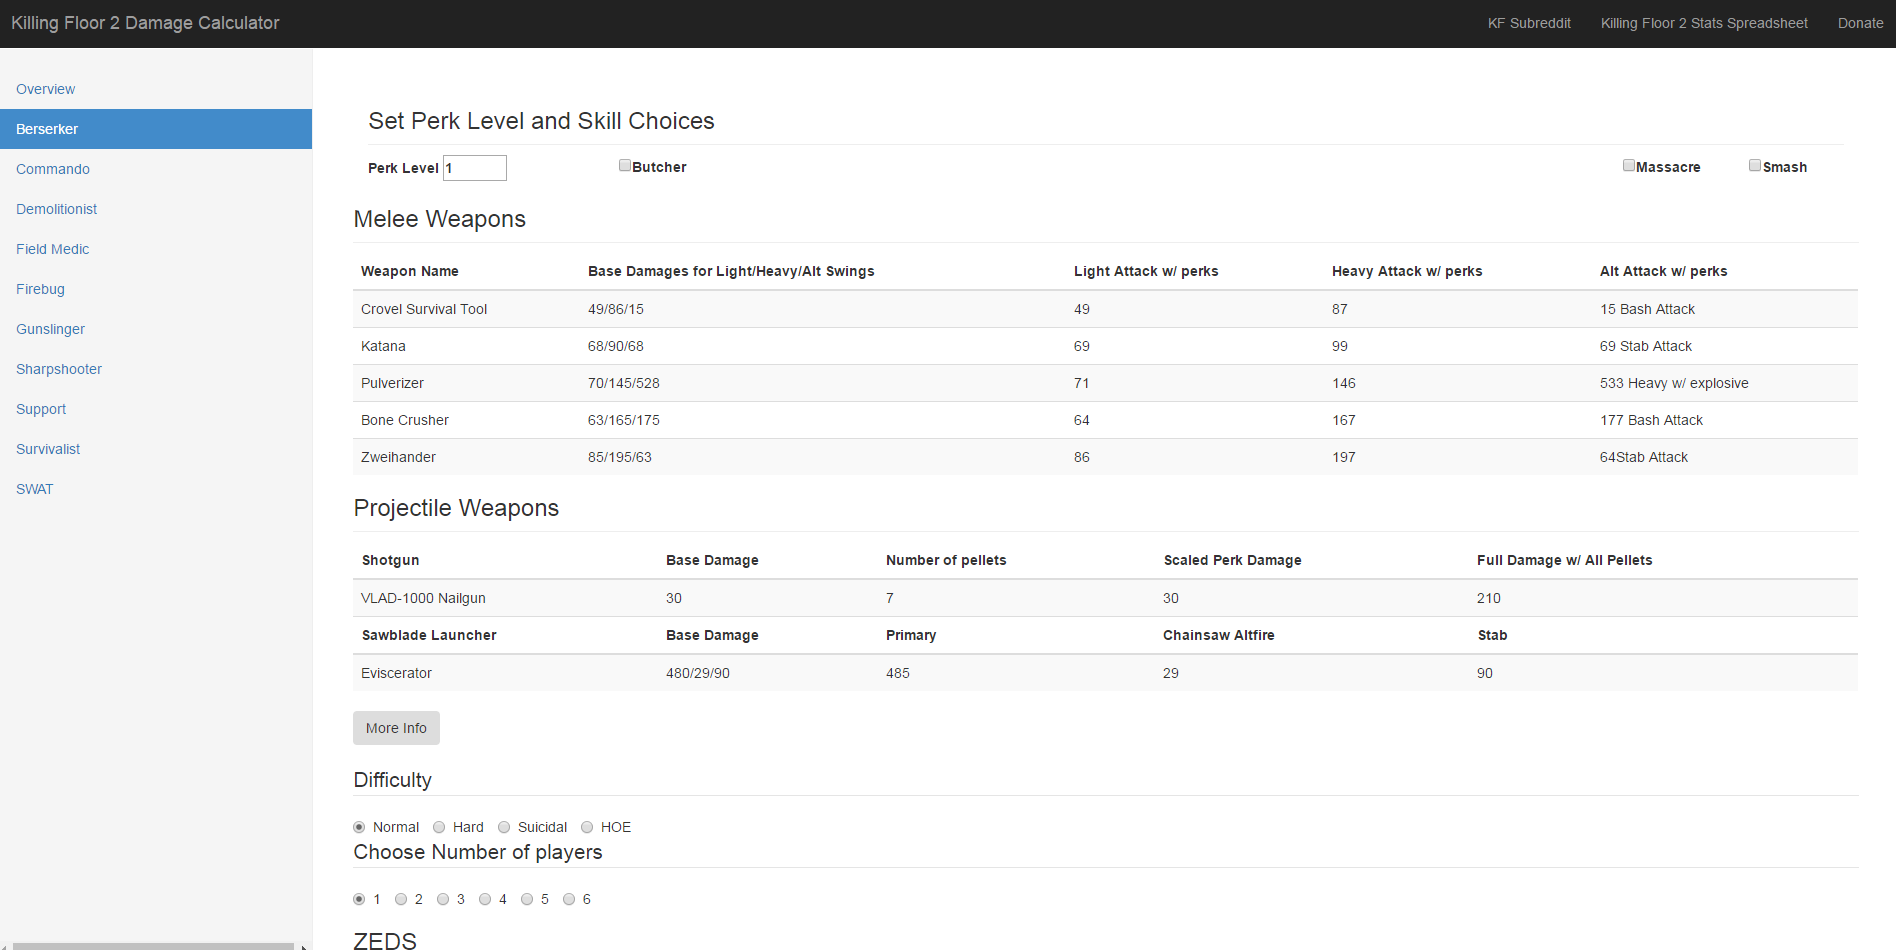 Killing Floor 2 Damage Calculator KF Subreddit Killing Floor 2 Stats Spreadsheet Donate
Overview
Berserker
Commando
Demolitionist
Field Medic
Firebug
Gunslinger
Sharpshooter
Support
Survivalist
SWAT
Set Perk Level and Skill Choices
Perk Level 1 Butcher Massacre Smash
Melee Weapons
Weapon Name Base Damages for Light/Heavy/Alt Swings Light Attack w/ perks Heavy Attack w/ perks Alt Attack w/ perks
Crovel Survival Tool 49/86/15 49 87 15 Bash Attack
Katana 68/90/68 69 99 69 Stab Attack
Pulverizer 70/145/528 71 146 533 Heavy w/ explosive
Bone Crusher 63/165/175 64 167 177 Bash Attack
Zweihander 85/195/63 86 197 64Stab Attack
Projectile Weapons
Shotgun Base Damage Number of pellets Scaled Perk Damage Full Damage w/ All Pellets
VLAD-1000 Nailgun 30 7 30 210
Sawblade Launcher Base Damage Primary Chainsaw Altfire Stab
Eviscerator 480/29/90 485 29 90
More Info
Difficulty
Normal Hard Suicidal HOE
Choose Number of players
1 2 3 4 5 6
ZEDS